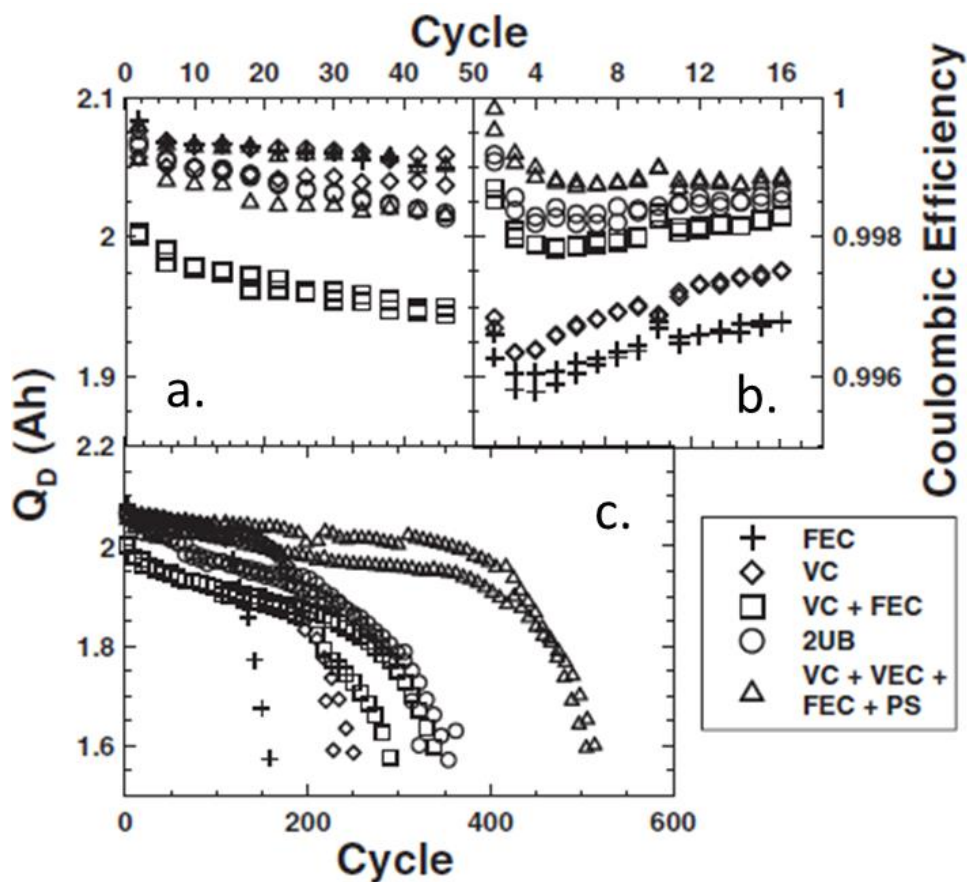 Cycle
0 10 20 30 40 50 4 8 12 16
2.1
2
1.9
a.
1
0.998
0.996
b.
Coulombic Efficiency
Q_D (Ah)
2.2
2
1.8
1.6
c.
0 200 400 600
Cycle
FEC
VC
VC + FEC
2UB
VC + VEC +
FEC + PS